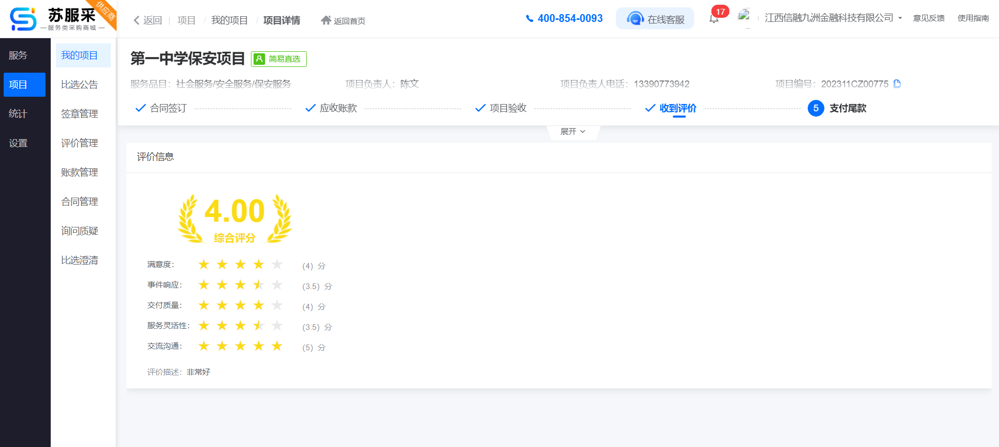 苏服采
服务类采购商城
供应商
返回 | 项目 / 我的项目 / 项目详情 返回首页
400-854-0093
在线客服
17
江西信融九洲金融科技有限公司
意见反馈
使用指南
服务
项目
统计
设置
我的项目
比选公告
签章管理
评价管理
账款管理
合同管理
询问质疑
比选澄清
第一中学保安项目 简易直选
服务品目：社会服务/安全服务/保安服务 项目负责人：陈文 项目负责人电话：13390773942 项目编号：202311CZ00775
合同签订 应收账款 项目验收 收到评价 5 支付尾款
展开
评价信息
4.00
综合评分
满意度： (4) 分
事件响应： (3.5) 分
交付质量： (4) 分
服务灵活性： (3.5) 分
交流沟通： (5) 分
评价描述：非常好